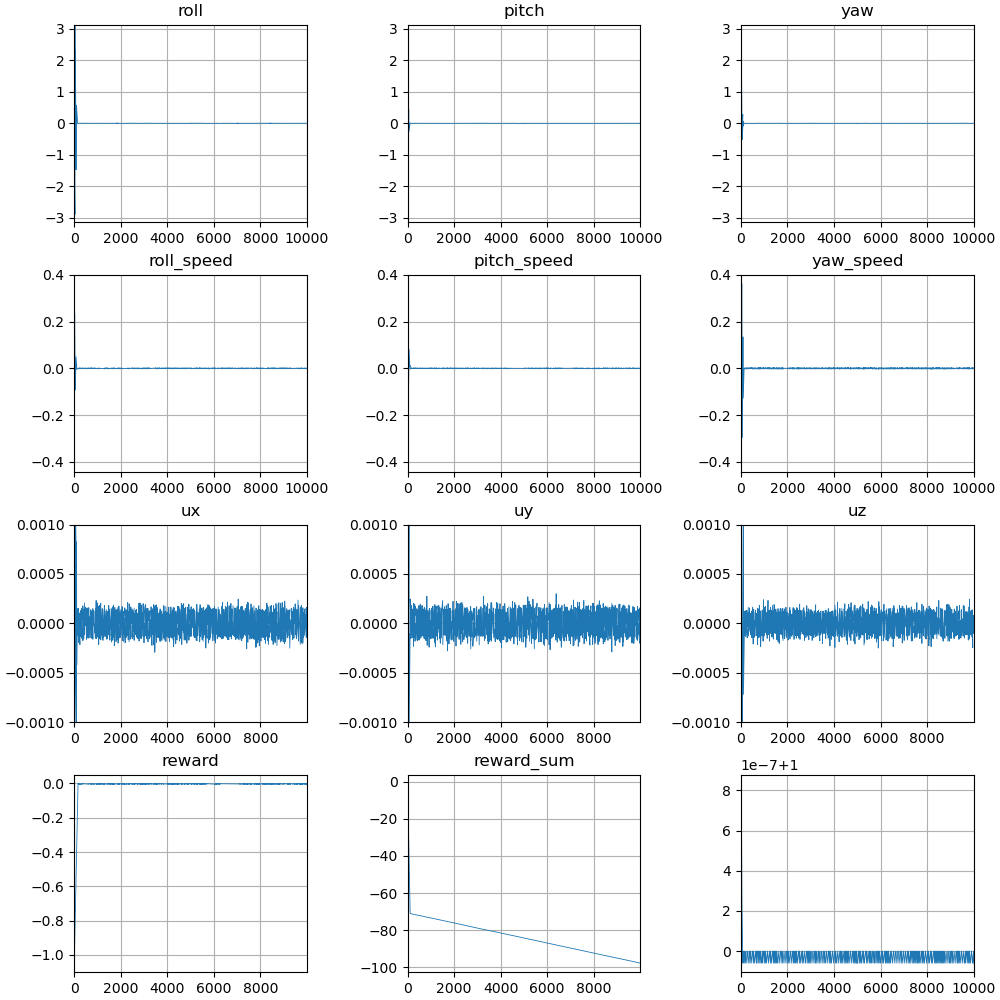 roll pitch yaw
3 3 3
2 2 2
1 1 1
0 0 0
−1 −1 −1
−2 −2 −2
−3 −3 −3
0 2000 4000 6000 8000 10000 0 2000 4000 6000 8000 10000 0 2000 4000 6000 8000 10000
roll_speed pitch_speed yaw_speed
0.4 0.4 0.4
0.2 0.2 0.2
0.0 0.0 0.0
−0.2 −0.2 −0.2
−0.4 −0.4 −0.4
0 2000 4000 6000 8000 10000 0 2000 4000 6000 8000 10000 0 2000 4000 6000 8000 10000
ux uy uz
0.0010 0.0010 0.0010
0.0005 0.0005 0.0005
0.0000 0.0000 0.0000
−0.0005 −0.0005 −0.0005
−0.0010 −0.0010 −0.0010
0 2000 4000 6000 8000 0 2000 4000 6000 8000 0 2000 4000 6000 8000
reward reward_sum 1e−7+1
0.0 0 8
−0.2 −20 6
−0.4 −40 4
−0.6 −60 2
−0.8 −80 0
−1.0 −100
0 2000 4000 6000 8000 0 2000 4000 6000 8000 0 2000 4000 6000 8000 10000